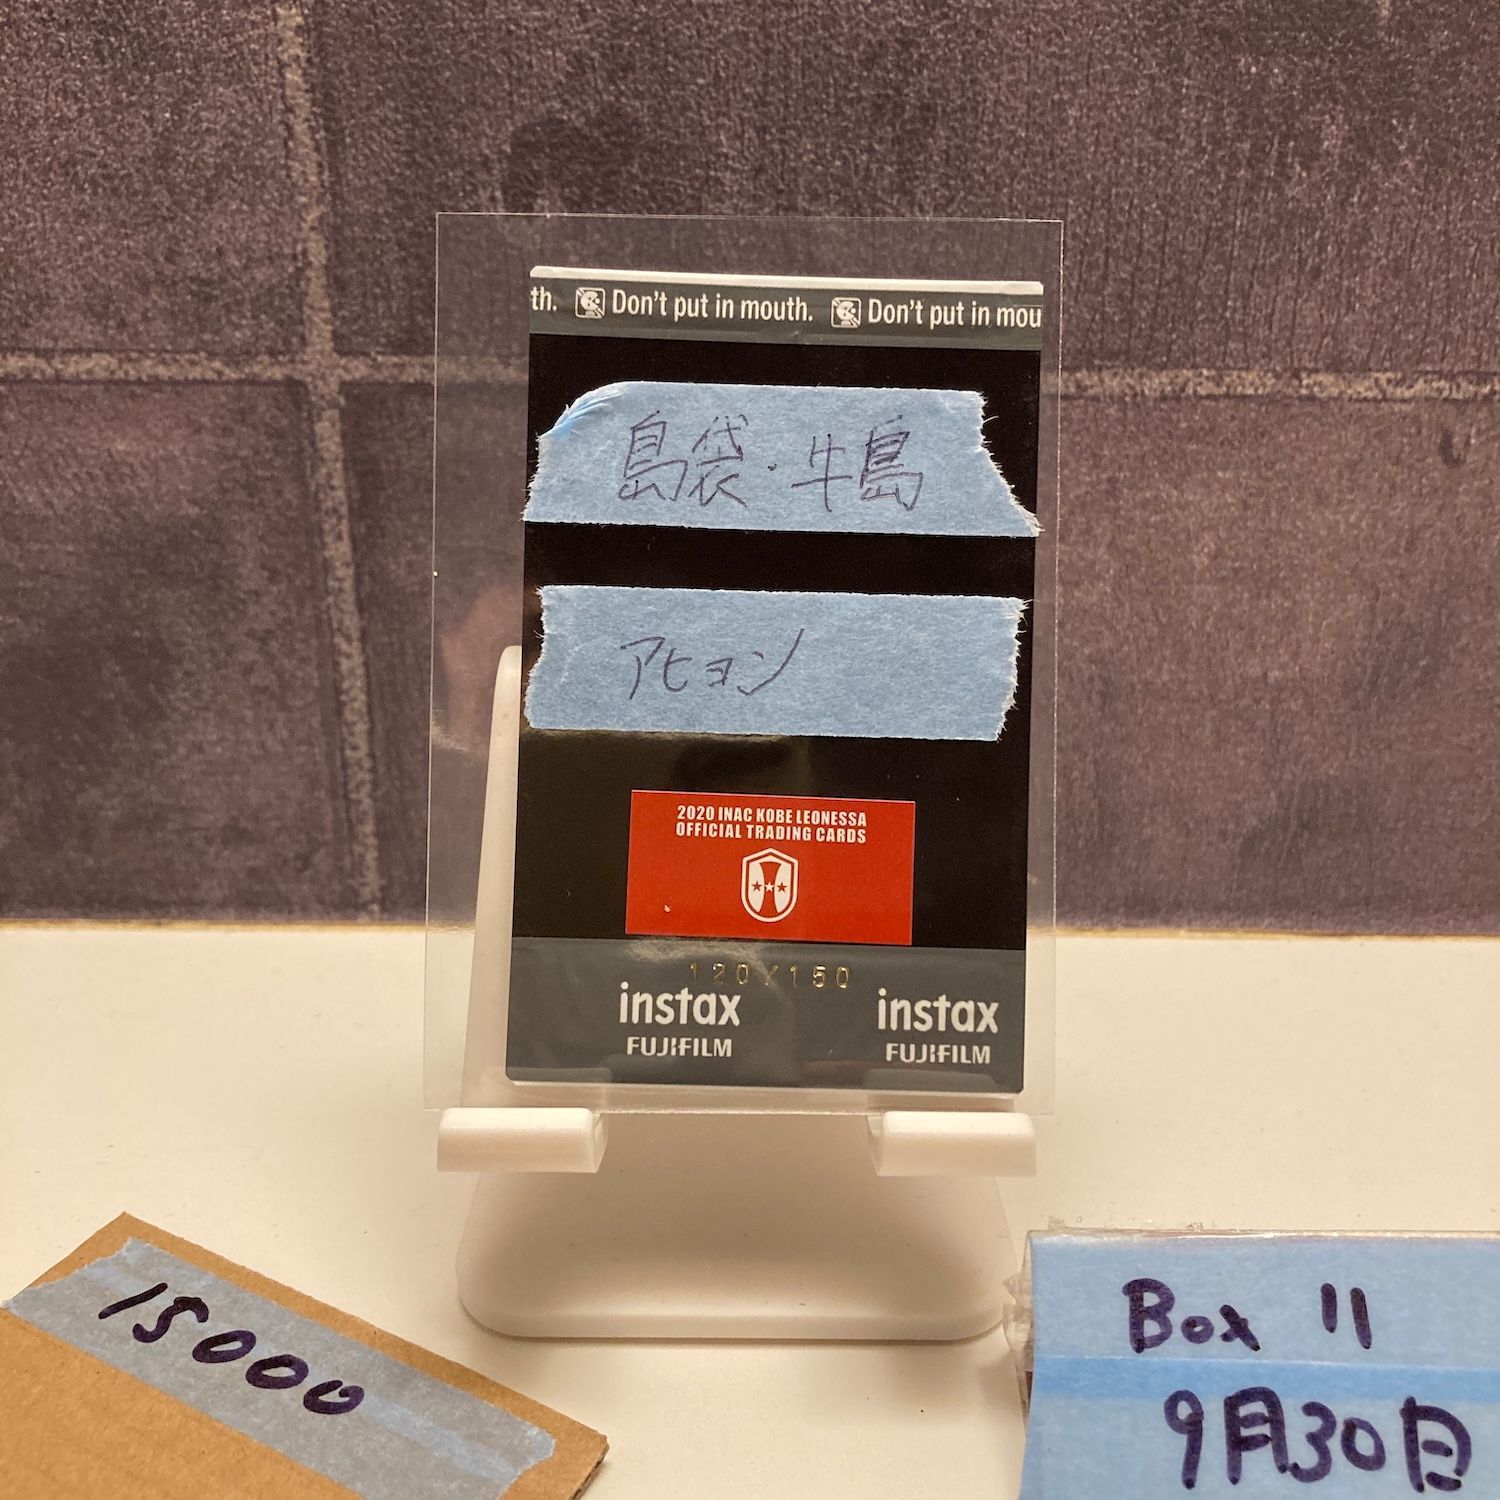 th. Don't put in mouth. Don't put in mou
島袋・牛島
アヒョン
2020 INAC KOBE LEONESSA
OFFICIAL TRADING CARDS
120/150
instax instax
FUJIFILM FUJIFILM
15000
Box 11
9月30日